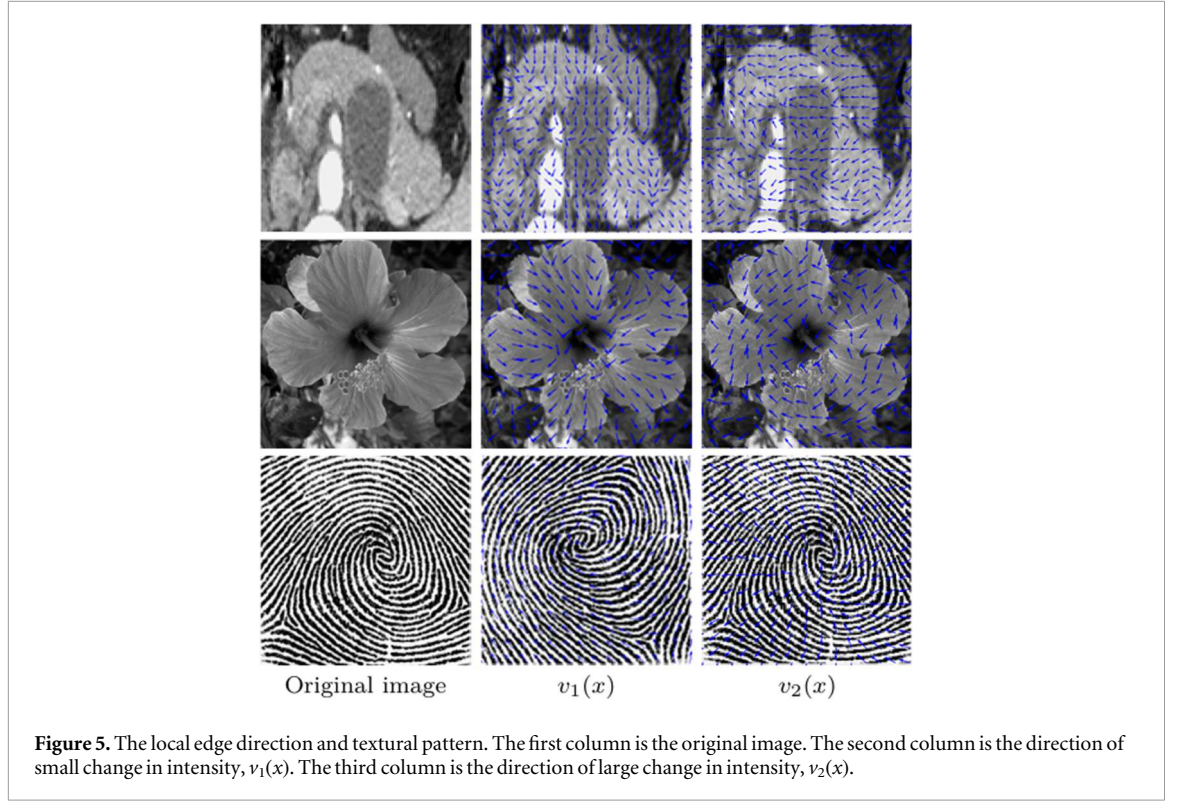 Original image
v₁(x)
v₂(x)
Figure 5. The local edge direction and textural pattern. The first column is the original image. The second column is the direction of
small change in intensity, v₁(x). The third column is the direction of large change in intensity, v₂(x).